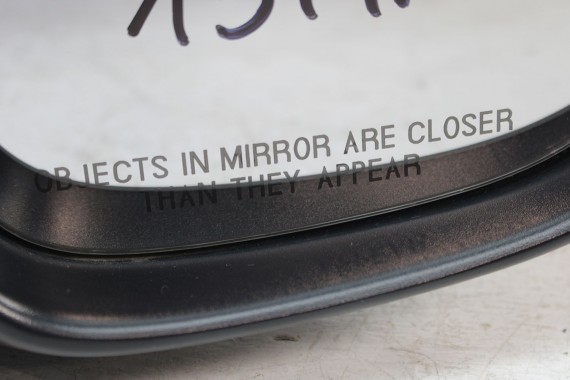 OBJECTS IN MIRROR ARE CLOSER
THAN THEY APPEAR